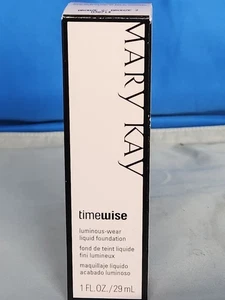 MARY KAY
timewise
luminous-wear
liquid foundation
fond de teint liquide
fini lumineux
maquillaje líquido
acabado luminoso
1 FL. OZ. / 29 mL